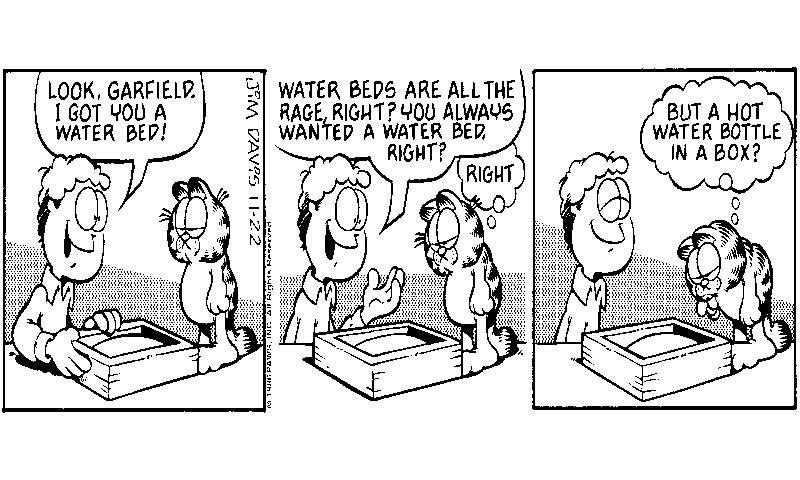 LOOK, GARFIELD.
I GOT YOU A
WATER BED!
JIM DAVIS 11-22
WATER BEDS ARE ALL THE
RAGE, RIGHT? YOU ALWAYS
WANTED A WATER BED,
RIGHT?
RIGHT
BUT A HOT
WATER BOTTLE
IN A BOX?